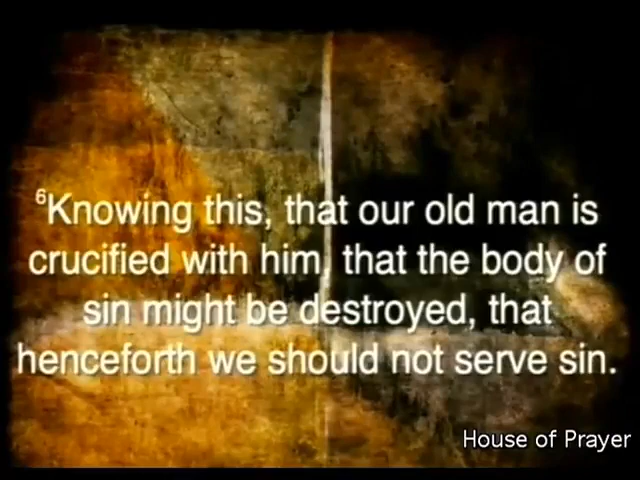 ⁶Knowing this, that our old man is
crucified with him, that the body of
sin might be destroyed, that
henceforth we should not serve sin.
House of Prayer